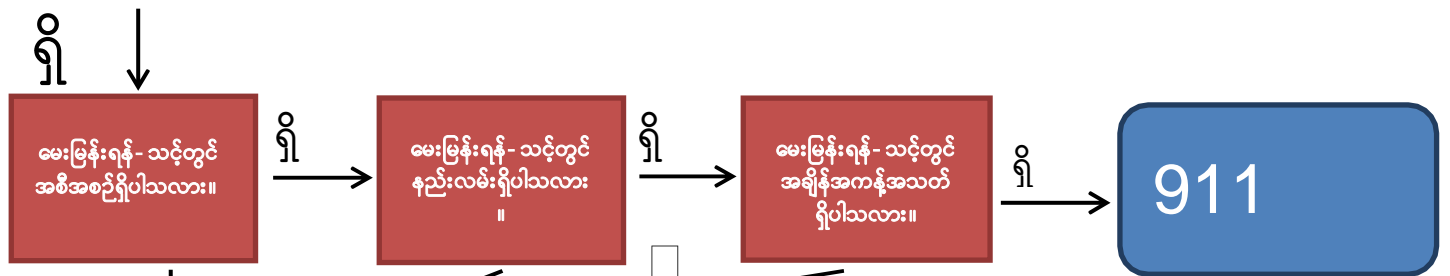 ရှိ
မေးမြန်းရန်- သင့်တွင်
အစီအစဉ်ရှိပါသလား။
ရှိ
မေးမြန်းရန်- သင့်တွင်
နည်းလမ်းရှိပါသလား
။
ရှိ
မေးမြန်းရန်- သင့်တွင်
အချိန်အကန့်အသတ်
ရှိပါသလား။
ရှိ
911